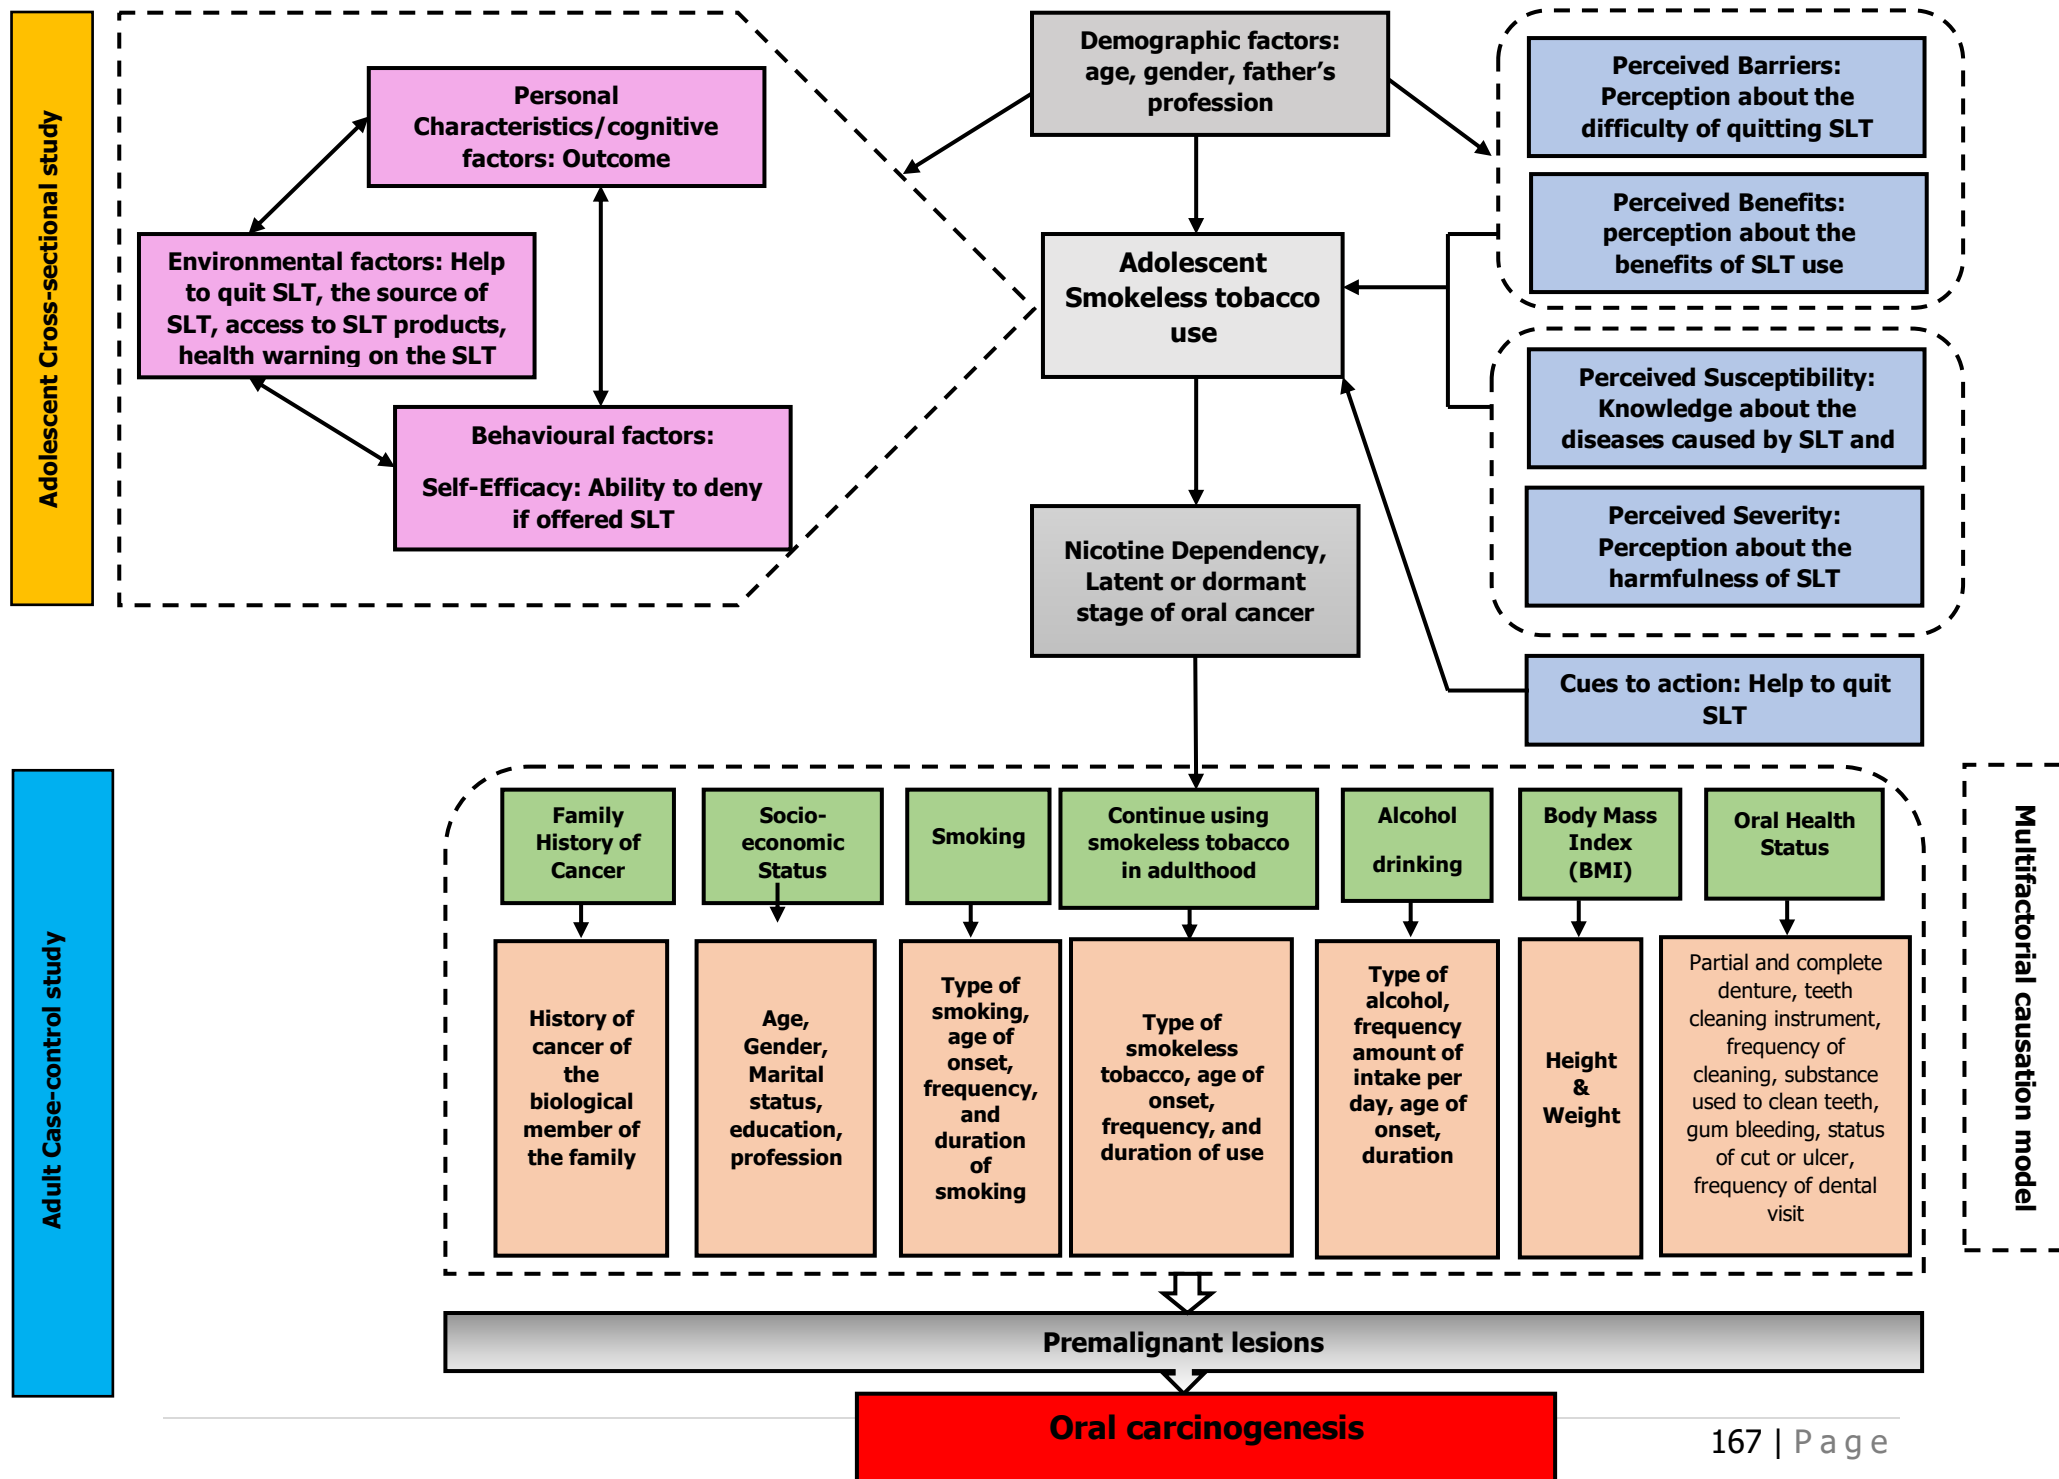 Adolescent Cross-sectional study
Personal
Characteristics/cognitive
factors: Outcome
Environmental factors: Help
to quit SLT, the source of
SLT, access to SLT products,
health warning on the SLT
Behavioural factors:
Self-Efficacy: Ability to deny
if offered SLT
Demographic factors:
age, gender, father's
profession
Adolescent
Smokeless tobacco
use
Nicotine Dependency,
Latent or dormant
stage of oral cancer
Perceived Barriers:
Perception about the
difficulty of quitting SLT
Perceived Benefits:
perception about the
benefits of SLT use
Perceived Susceptibility:
Knowledge about the
diseases caused by SLT and
Perceived Severity:
Perception about the
harmfulness of SLT
Cues to action: Help to quit
SLT
Adult Case-control study
Family
History of
Cancer
Socio-
economic
Status
Smoking
Continue using
smokeless tobacco
in adulthood
Alcohol
drinking
Body Mass
Index
(BMI)
Oral Health
Status
History of
cancer of
the
biological
member of
the family
Age,
Gender,
Marital
status,
education,
profession
Type of
smoking,
age of
onset,
frequency,
and
duration
of
smoking
Type of
smokeless
tobacco, age of
onset,
frequency, and
duration of use
Type of
alcohol,
frequency
amount of
intake per
day, age of
onset,
duration
Height
&
Weight
Partial and complete
denture, teeth
cleaning instrument,
frequency of
cleaning, substance
used to clean teeth,
gum bleeding, status
of cut or ulcer,
frequency of dental
visit
Multifactorial causation model
Premalignant lesions
Oral carcinogenesis
167 | Page